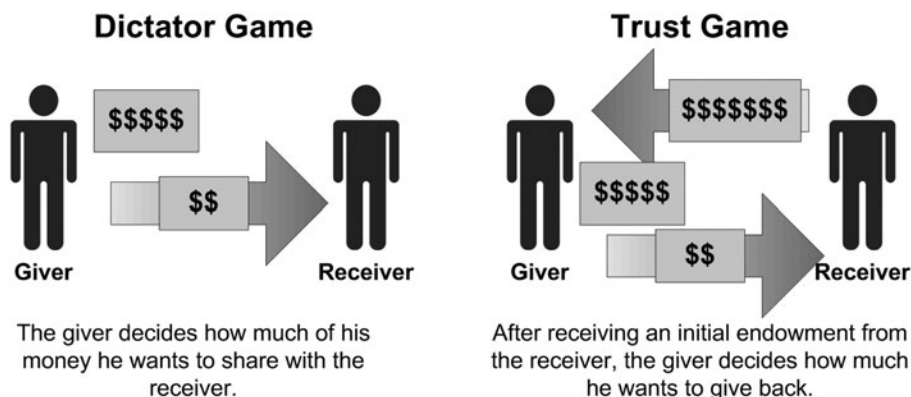 Dictator Game
$$$$$
$$
Giver
Receiver
The giver decides how much of his
money he wants to share with the
receiver.
Trust Game
$$$$$$$
$$$$$
$$
Giver
Receiver
After receiving an initial endowment from
the receiver, the giver decides how much
he wants to give back.